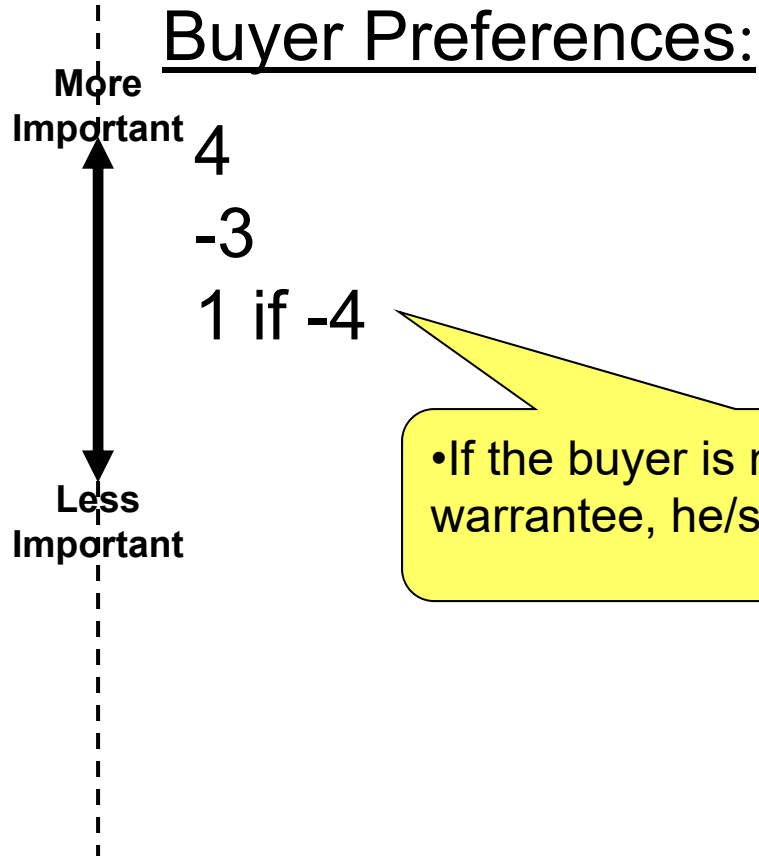 Buyer Preferences:
More
Important
4
-3
1 if -4
•If the buyer is
warrantee, he/s
Less
Important